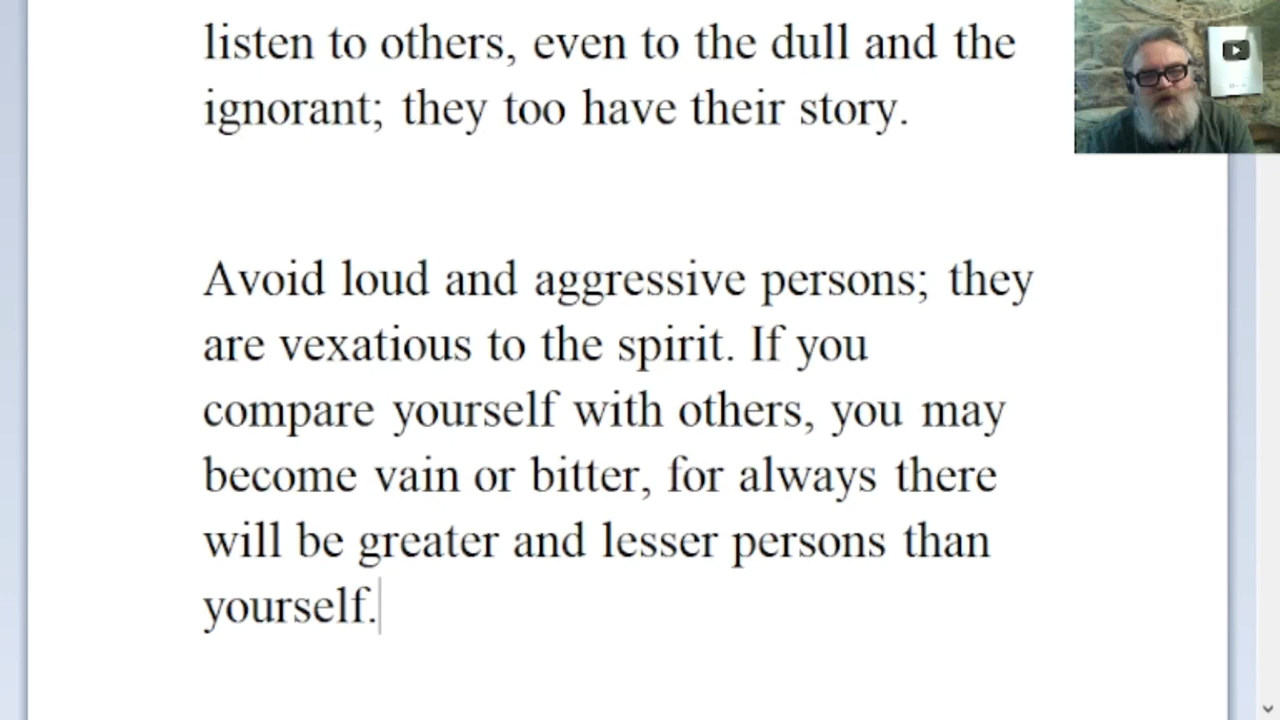 listen to others, even to the dull and the
ignorant; they too have their story.
Avoid loud and aggressive persons; they
are vexatious to the spirit. If you
compare yourself with others, you may
become vain or bitter, for always there
will be greater and lesser persons than
yourself.